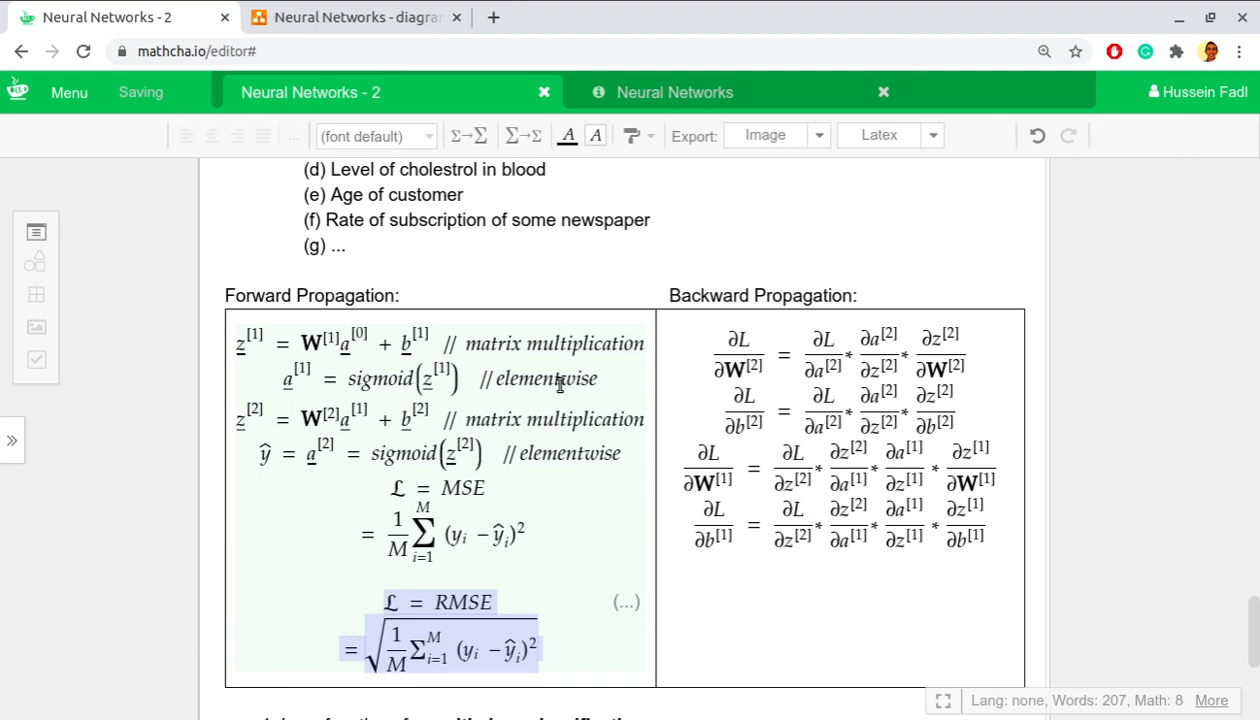 Neural Networks - 2
Neural Networks - diagra
mathcha.io/editor#
Menu
Saving
Neural Networks - 2
Neural Networks
Hussein Fadl
(font default)
Σ→Σ
Σ→Σ
A
A
Export:
Image
Latex
(d) Level of cholestrol in blood
(e) Age of customer
(f) Rate of subscription of some newspaper
(g) ...
Forward Propagation:
z^[1] = W^[1]a^[0] + b^[1] // matrix multiplication
a^[1] = sigmoid(z^[1]) // elementwise
z^[2] = W^[2]a^[1] + b^[2] // matrix multiplication
ŷ = a^[2] = sigmoid(z^[2]) // elementwise
ℒ = MSE
= 1/M Σ_{i=1}^{M} (y_i − ŷ_i)^2
ℒ = RMSE (...)
= √(1/M Σ_{i=1}^{M} (y_i − ŷ_i)^2)
Backward Propagation:
∂L/∂W^[2] = ∂L/∂a^[2] * ∂a^[2]/∂z^[2] * ∂z^[2]/∂W^[2]
∂L/∂b^[2] = ∂L/∂a^[2] * ∂a^[2]/∂z^[2] * ∂z^[2]/∂b^[2]
∂L/∂W^[1] = ∂L/∂z^[2] * ∂z^[2]/∂a^[1] * ∂a^[1]/∂z^[1] * ∂z^[1]/∂W^[1]
∂L/∂b^[1] = ∂L/∂z^[2] * ∂z^[2]/∂a^[1] * ∂a^[1]/∂z^[1] * ∂z^[1]/∂b^[1]
Lang: none, Words: 207, Math: 8 More